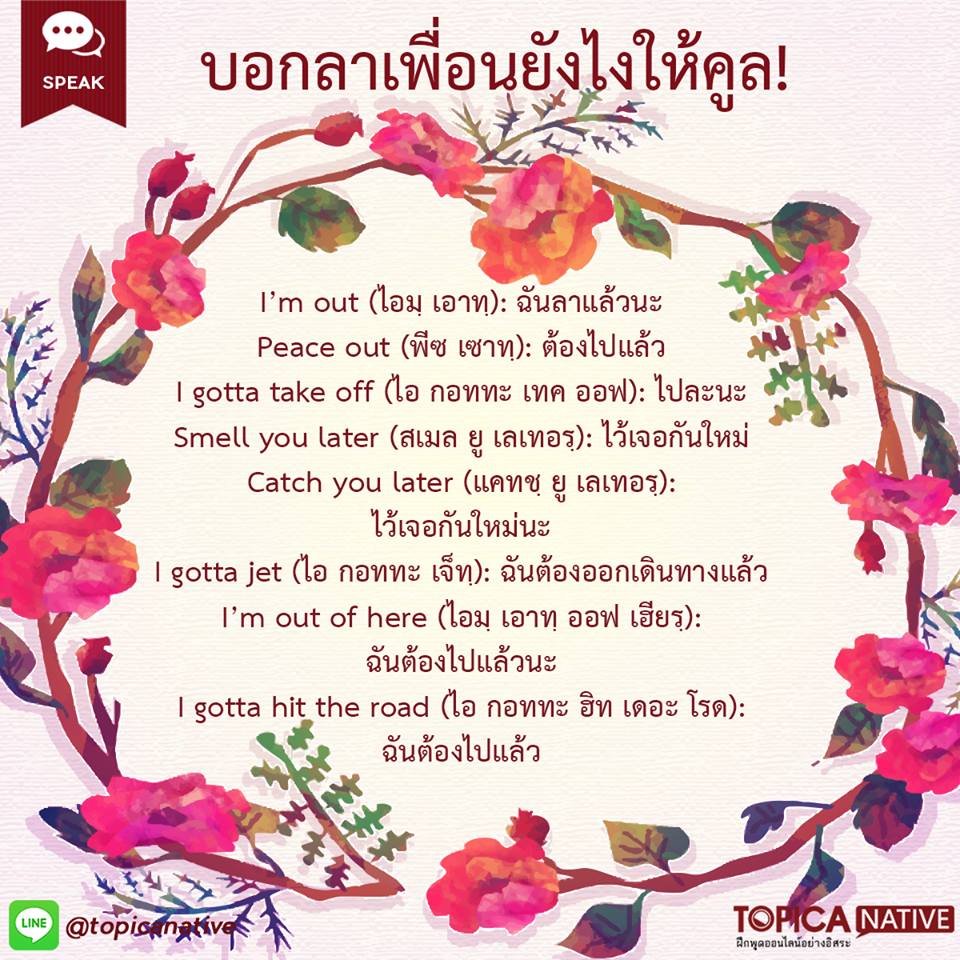 SPEAK
บอกลาเพื่อนยังไงให้คูล!
I'm out (ไอมฺ เอาทฺ): ฉันลาแล้วนะ
Peace out (พีซ เซาทฺ): ต้องไปแล้ว
I gotta take off (ไอ กอททะ เทค ออฟ): ไปละนะ
Smell you later (สเมล ยู เลเทอรฺ): ไว้เจอกันใหม่
Catch you later (แคทชฺ ยู เลเทอรฺ):
ไว้เจอกันใหม่นะ
I gotta jet (ไอ กอททะ เจ็ทฺ): ฉันต้องออกเดินทางแล้ว
I'm out of here (ไอมฺ เอาทฺ ออฟ เฮียรฺ):
ฉันต้องไปแล้วนะ
I gotta hit the road (ไอ กอททะ ฮิท เดอะ โรด):
ฉันต้องไปแล้ว
LINE @topicanative
TOPICA NATIVE
ฝึกพูดออนไลน์อย่างอิสระ